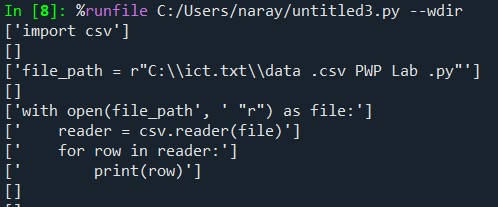 In [8]: %runfile C:/Users/naray/untitled3.py --wdir
['import csv']
[]
['file_path = r"C:\\ict.txt\\data .csv PWP Lab .py"']
[]
['with open(file_path', ' "r") as file:']
['    reader = csv.reader(file)']
['    for row in reader:']
['        print(row)']
[]
[]